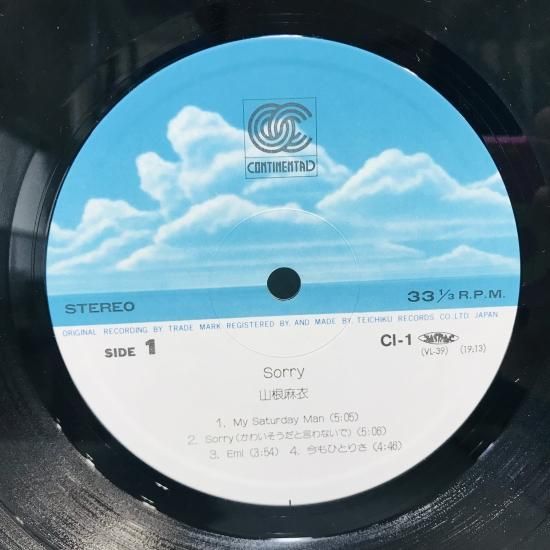 CONTINENTAL
STEREO
33 1/3 R.P.M.
ORIGINAL RECORDING BY TRADE MARK REGISTERED BY. AND MADE BY. TEICHIKU RECORDS CO. LTD. JAPAN
SIDE 1
CI-1 JASRAC
(VL-39) (19:13)
Sorry
山根麻衣
1. My Saturday Man (5:05)
2. Sorry(かわいそうだと言わないで)(5:06)
3. Emi (3:54) 4. 今もひとりさ (4:46)